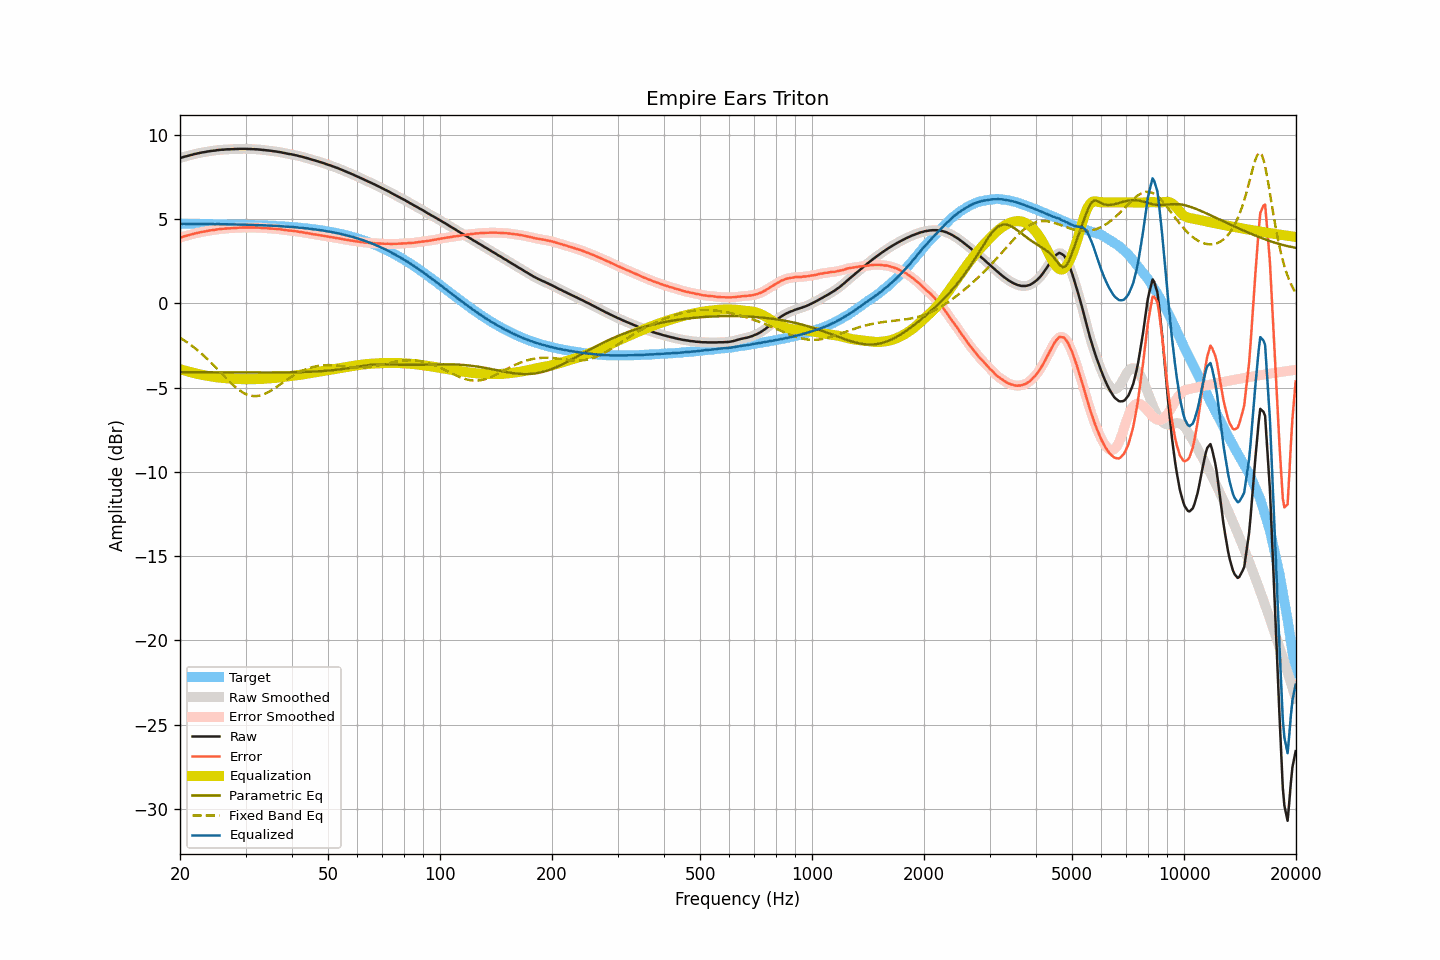 Empire Ears Triton
Amplitude (dBr)
10
5
0
−5
−10
−15
−20
−25
−30
Target
Raw Smoothed
Error Smoothed
Raw
Error
Equalization
Parametric Eq
Fixed Band Eq
Equalized
20 50 100 200 500 1000 2000 5000 10000 20000
Frequency (Hz)